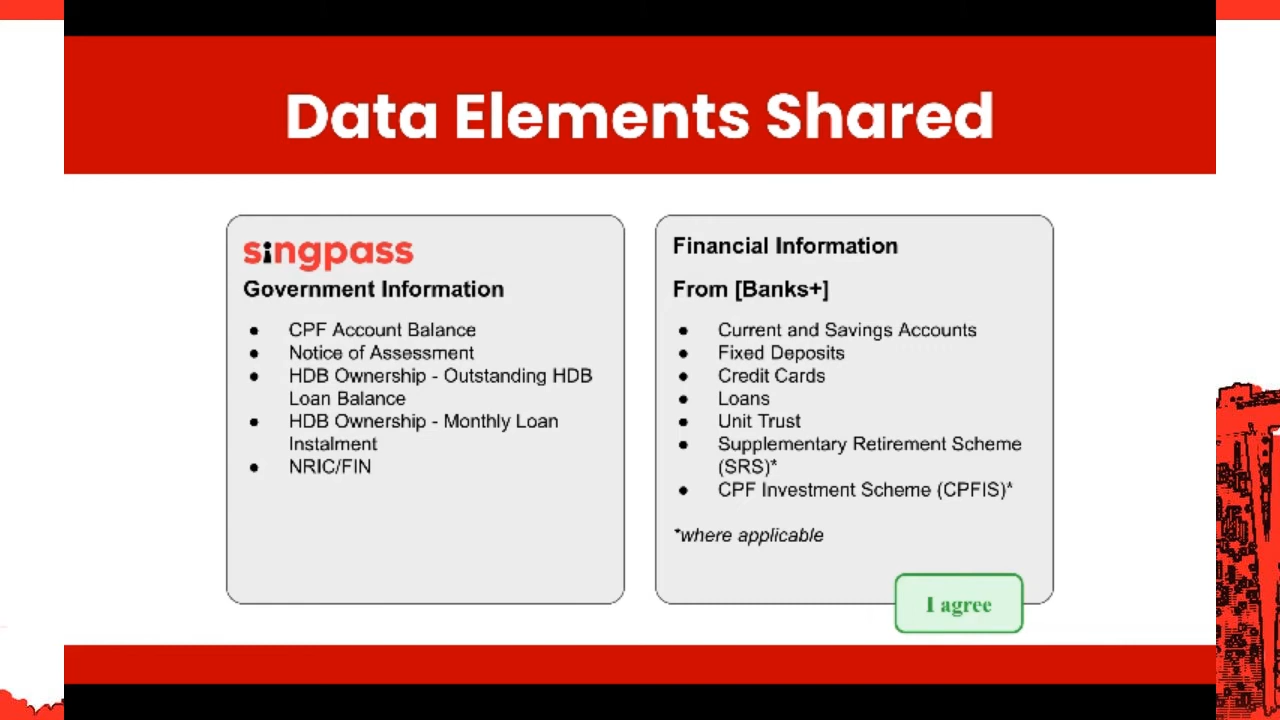 Data Elements Shared
singpass
Government Information
● CPF Account Balance
● Notice of Assessment
● HDB Ownership - Outstanding HDB
Loan Balance
● HDB Ownership - Monthly Loan
Instalment
● NRIC/FIN
Financial Information
From [Banks+]
● Current and Savings Accounts
● Fixed Deposits
● Credit Cards
● Loans
● Unit Trust
● Supplementary Retirement Scheme
(SRS)*
● CPF Investment Scheme (CPFIS)*
*where applicable
I agree